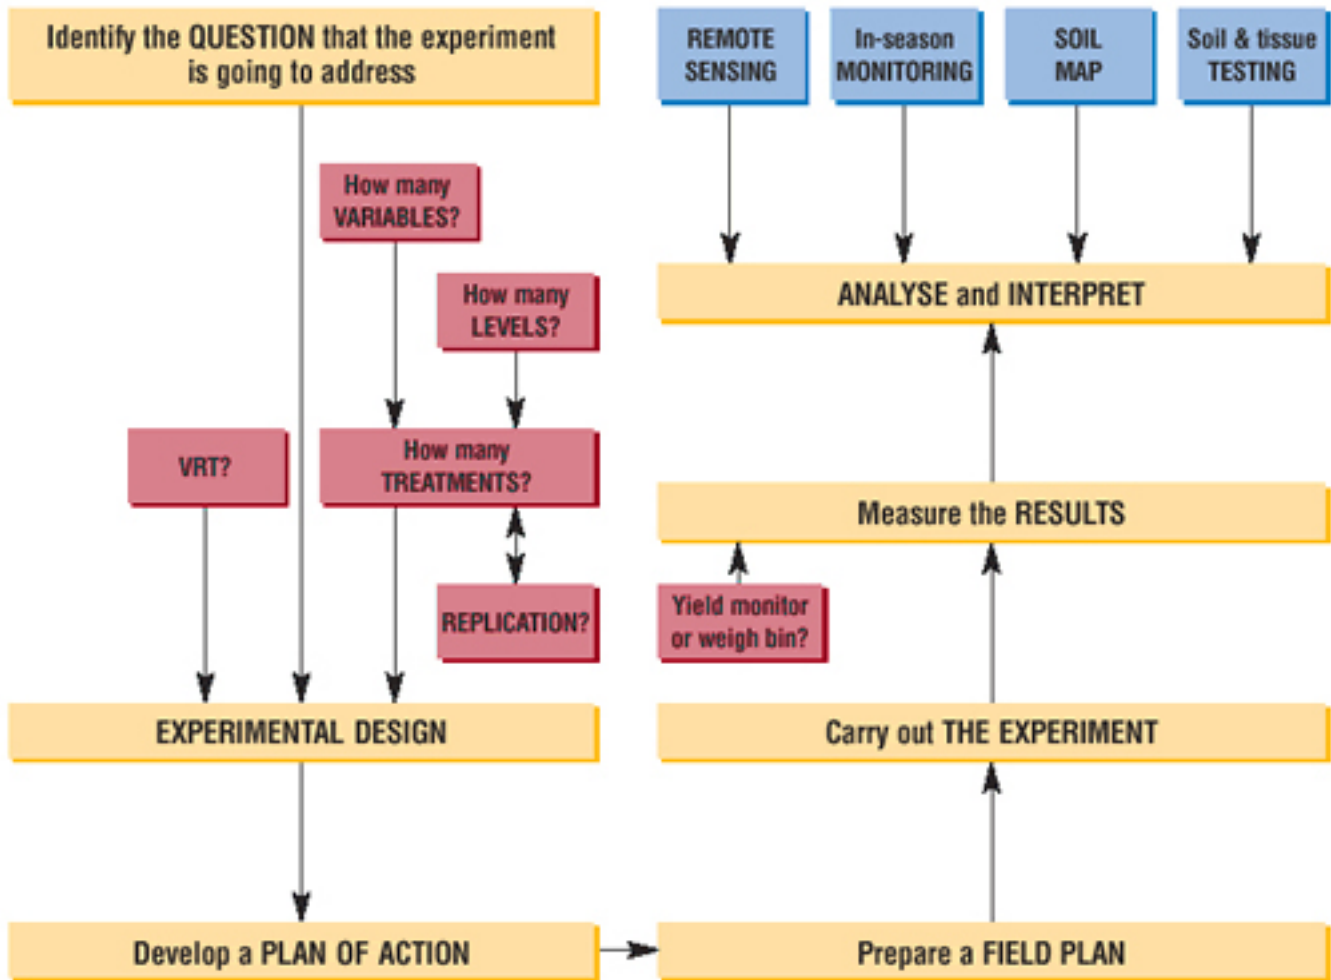 Identify the QUESTION that the experiment
is going to address
How many
VARIABLES?
How many
LEVELS?
VRT?
How many
TREATMENTS?
REPLICATION?
EXPERIMENTAL DESIGN
Develop a PLAN OF ACTION
REMOTE
SENSING
In-season
MONITORING
SOIL
MAP
Soil & tissue
TESTING
ANALYSE and INTERPRET
Measure the RESULTS
Yield monitor
or weigh bin?
Carry out THE EXPERIMENT
Prepare a FIELD PLAN